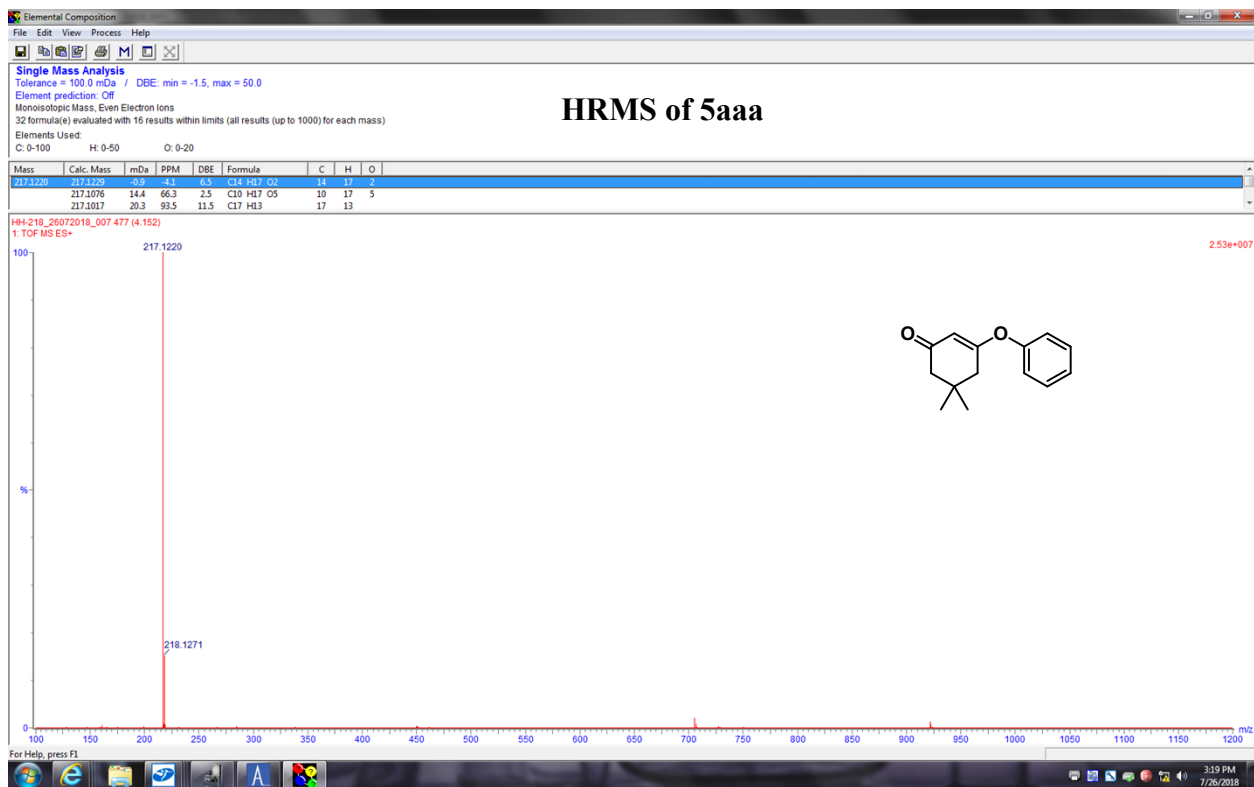 Elemental Composition
File Edit View Process Help
M
Single Mass Analysis
Tolerance = 100.0 mDa / DBE: min = -1.5, max = 50.0
Element prediction: Off
Monoisotopic Mass, Even Electron Ions
32 formula(e) evaluated with 16 results within limits (all results (up to 1000) for each mass)
Elements Used:
C: 0-100 H: 0-50 O: 0-20
HRMS of 5aaa
Mass Calc. Mass mDa PPM DBE Formula C H O
217.1220 217.1229 -0.9 -4.1 6.5 C14 H17 O2 14 17 2
217.1076 14.4 66.3 2.5 C10 H17 O5 10 17 5
217.1017 20.3 93.5 11.5 C17 H13 17 13
HH-218_26072018_007 477 (4.152)
1: TOF MS ES+
2.53e+007
217.1220
100
%
0
218.1271
O O
100 150 200 250 300 350 400 450 500 550 600 650 700 750 800 850 900 950 1000 1050 1100 1150 1200 m/z
For Help, press F1
3:19 PM
7/26/2018